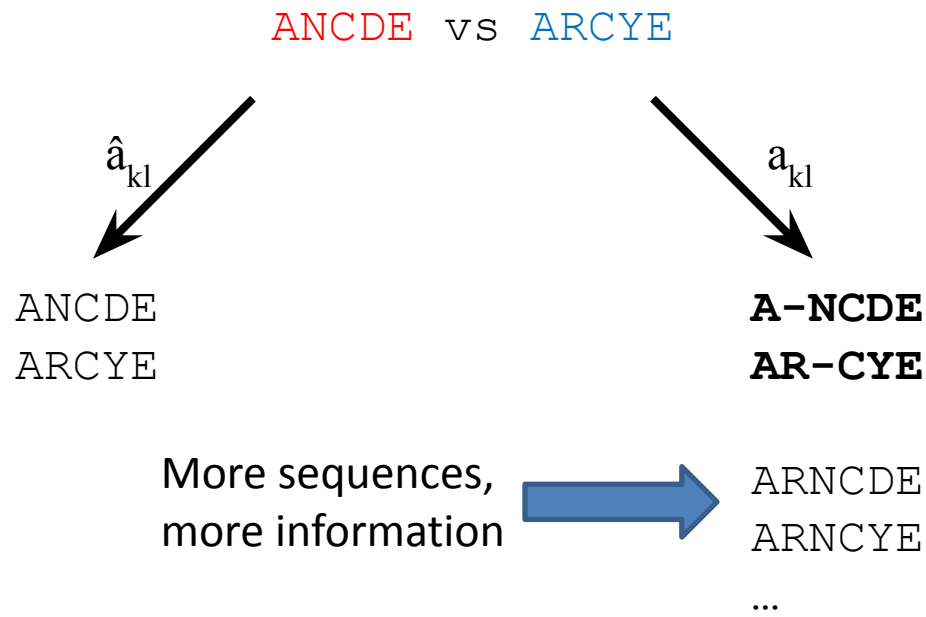 ANCDE vs ARCYE
âkl
akl
ANCDE
ARCYE
A-NCDE
AR-CYE
More sequences,
more information
ARNCDE
ARNCYE
…